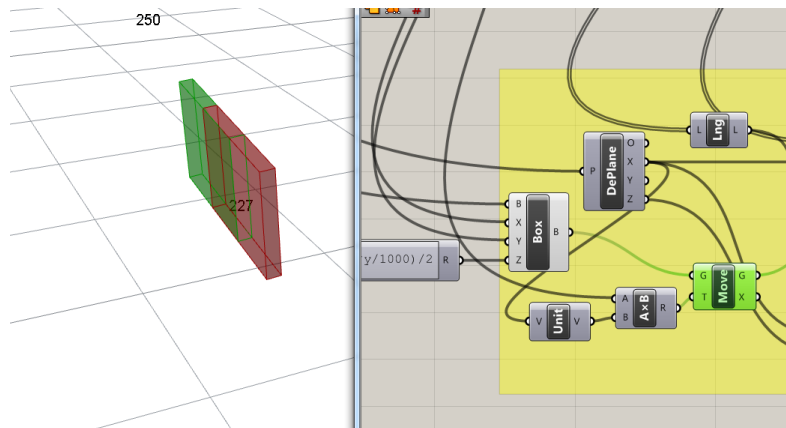 250
227
#
L
Lng
L
P
DePlane
O
X
Y
Z
B
X
Y
Z
Box
B
y/1000)/2
R
G
T
Move
G
X
A
B
A×B
R
V
Unit
V